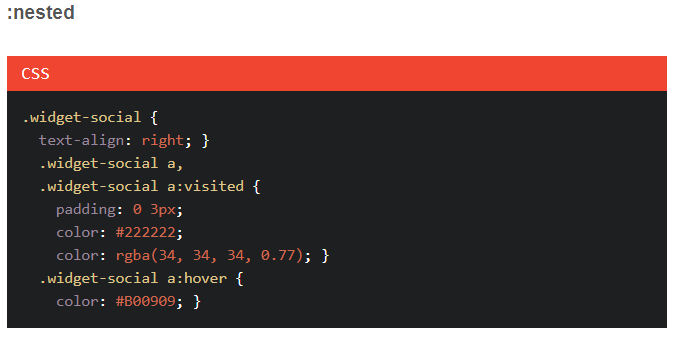 :nested
CSS
.widget-social {
text-align: right; }
.widget-social a,
.widget-social a:visited {
padding: 0 3px;
color: #222222;
color: rgba(34, 34, 34, 0.77); }
.widget-social a:hover {
color: #B00909; }